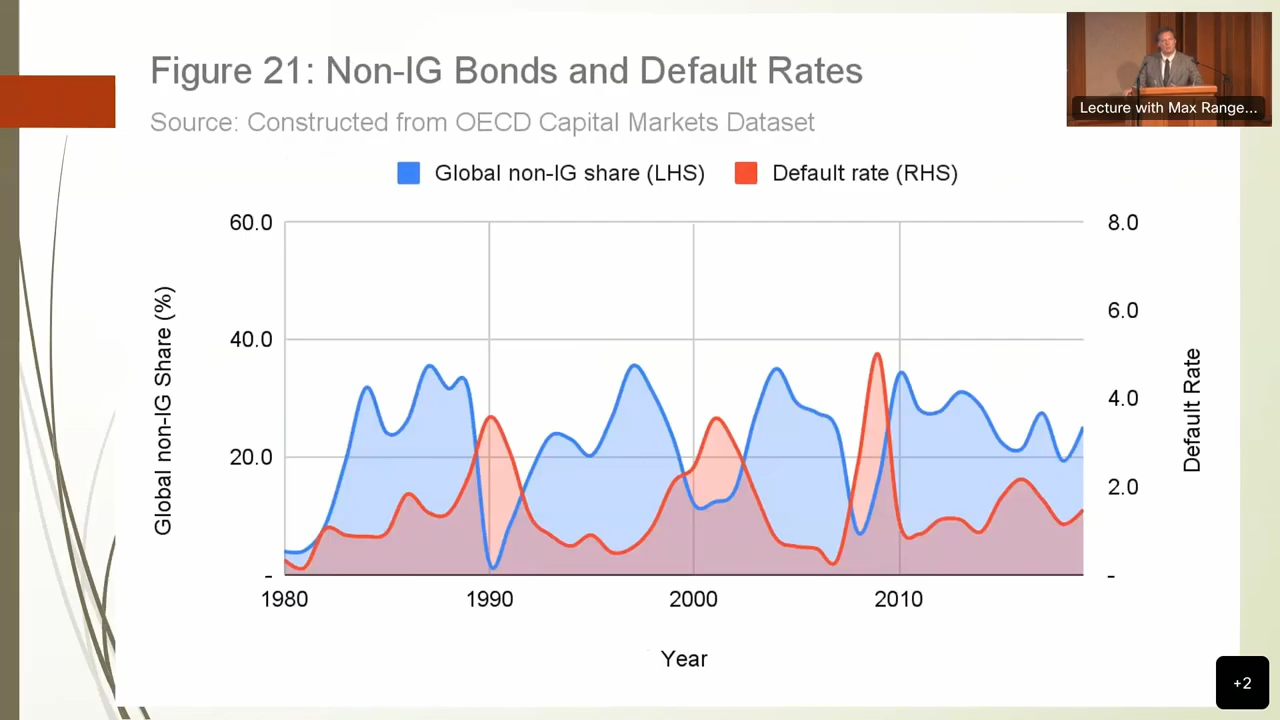 Figure 21: Non-IG Bonds and Default Rates
Source: Constructed from OECD Capital Markets Dataset
Lecture with Max Range...
Global non-IG share (LHS)
Default rate (RHS)
60.0
40.0
20.0
-
Global non-IG Share (%)
8.0
6.0
4.0
2.0
-
Default Rate
1980
1990
2000
2010
Year
+2